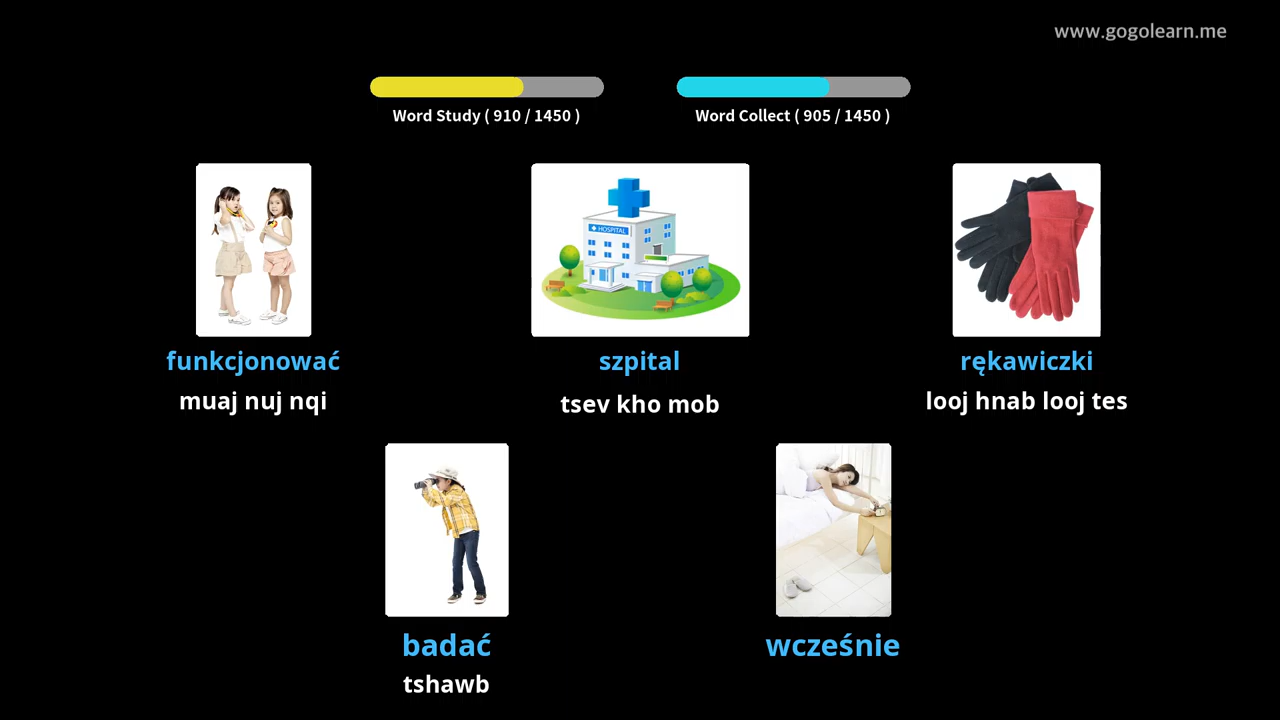 www.gogolearn.me
Word Study ( 910 / 1450 )
Word Collect ( 905 / 1450 )
HOSPITAL
funkcjonować
muaj nuj nqi
szpital
tsev kho mob
rękawiczki
looj hnab looj tes
badać
tshawb
wcześnie